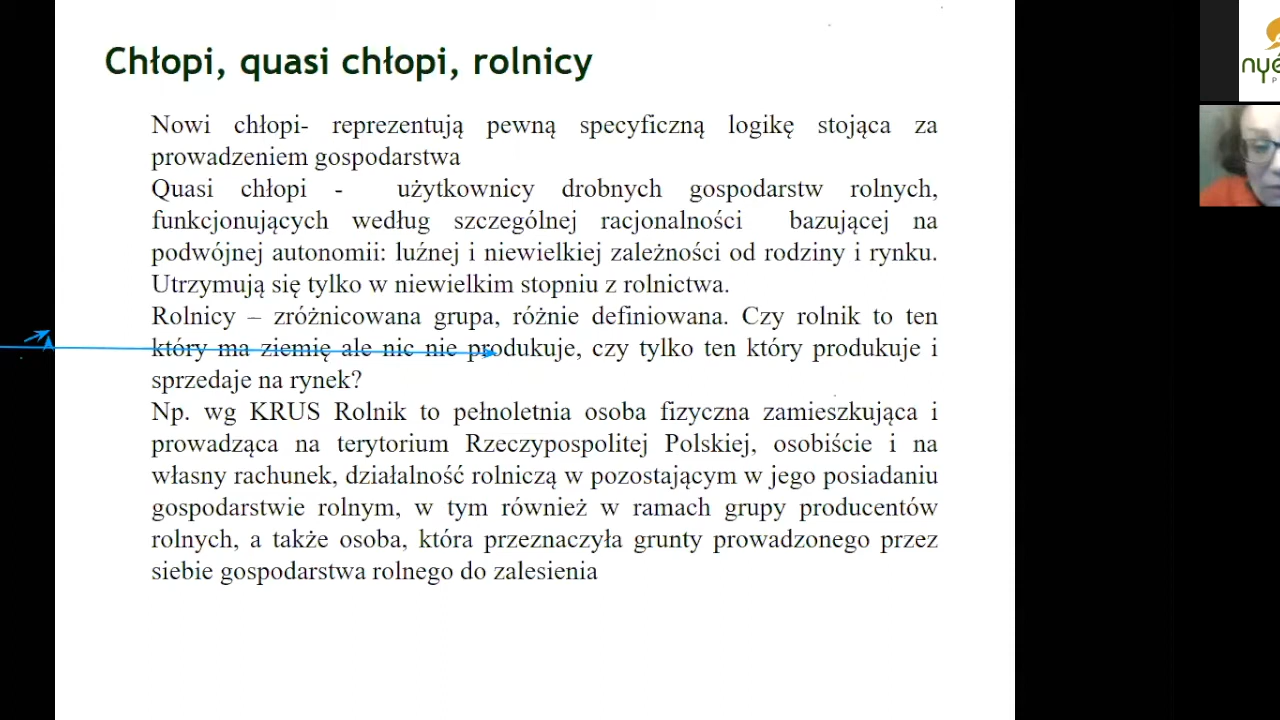 Chłopi, quasi chłopi, rolnicy
Nowi chłopi- reprezentują pewną specyficzną logikę stojąca za
prowadzeniem gospodarstwa
Quasi chłopi - użytkownicy drobnych gospodarstw rolnych,
funkcjonujących według szczególnej racjonalności bazującej na
podwójnej autonomii: luźnej i niewielkiej zależności od rodziny i rynku.
Utrzymują się tylko w niewielkim stopniu z rolnictwa.
Rolnicy – zróżnicowana grupa, różnie definiowana. Czy rolnik to ten
który ma ziemię ale nic nie produkuje, czy tylko ten który produkuje i
sprzedaje na rynek?
Np. wg KRUS Rolnik to pełnoletnia osoba fizyczna zamieszkująca i
prowadząca na terytorium Rzeczypospolitej Polskiej, osobiście i na
własny rachunek, działalność rolniczą w pozostającym w jego posiadaniu
gospodarstwie rolnym, w tym również w ramach grupy producentów
rolnych, a także osoba, która przeznaczyła grunty prowadzonego przez
siebie gospodarstwa rolnego do zalesienia